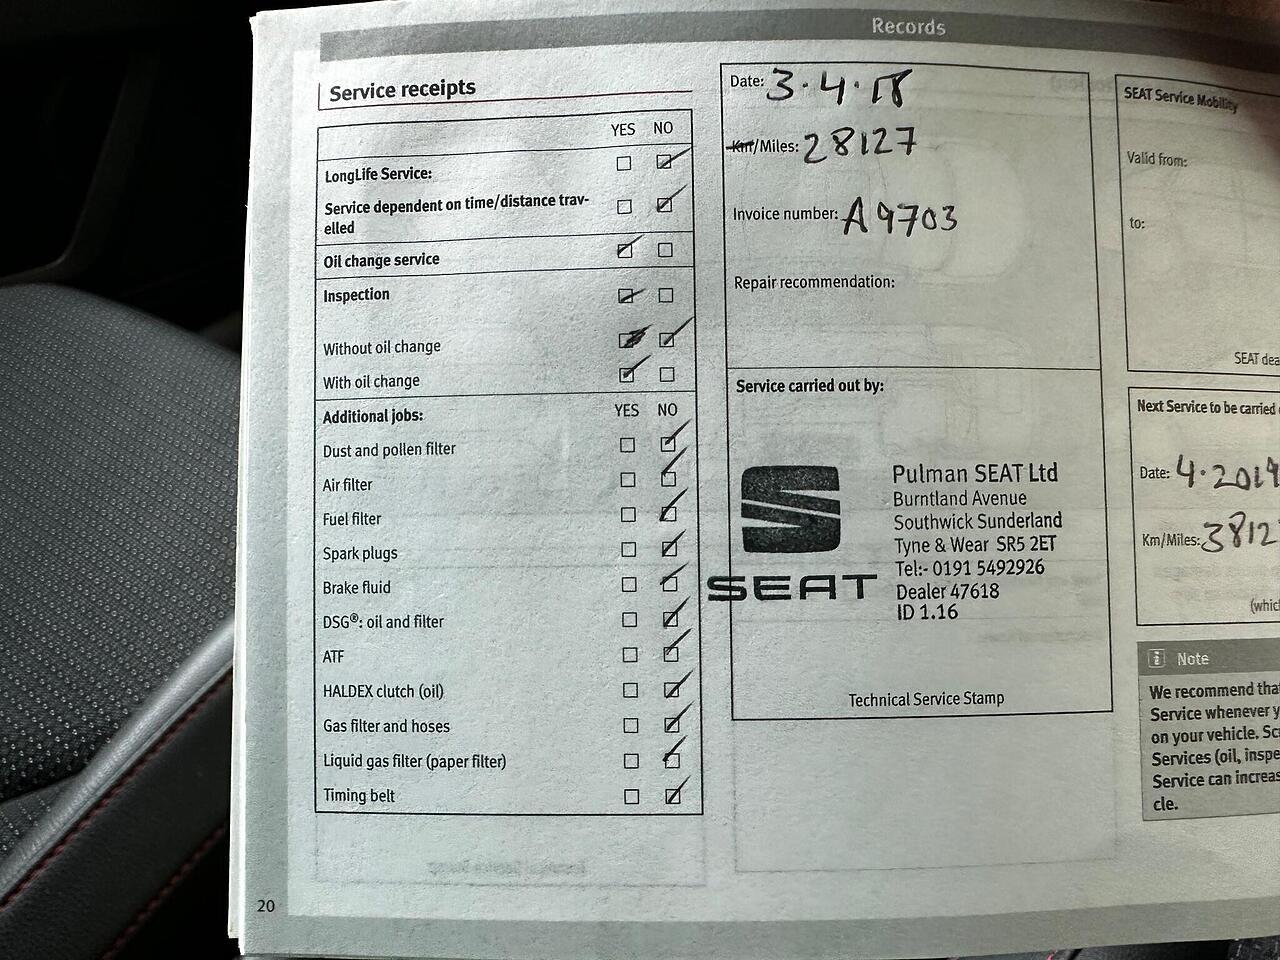 Records
Service receipts
YES NO
LongLife Service:
Service dependent on time/distance trav-
elled
Oil change service
Inspection
Without oil change
With oil change
Additional jobs: YES NO
Dust and pollen filter
Air filter
Fuel filter
Spark plugs
Brake fluid
DSG®: oil and filter
ATF
HALDEX clutch (oil)
Gas filter and hoses
Liquid gas filter (paper filter)
Timing belt
20
Date: 3.4.18
Km/Miles: 28127
Invoice number: A9703
Repair recommendation:
Service carried out by:
SEAT
Pulman SEAT Ltd
Burntland Avenue
Southwick Sunderland
Tyne & Wear SR5 2ET
Tel:- 0191 5492926
Dealer 47618
ID 1.16
Technical Service Stamp
SEAT Service Mobility
Valid from:
to:
SEAT dea
Next Service to be carried
Date: 4.2019
Km/Miles: 3812
(whic
i Note
We recommend that
Service whenever y
on your vehicle. Sc
Services (oil, inspe
Service can increas
cle.